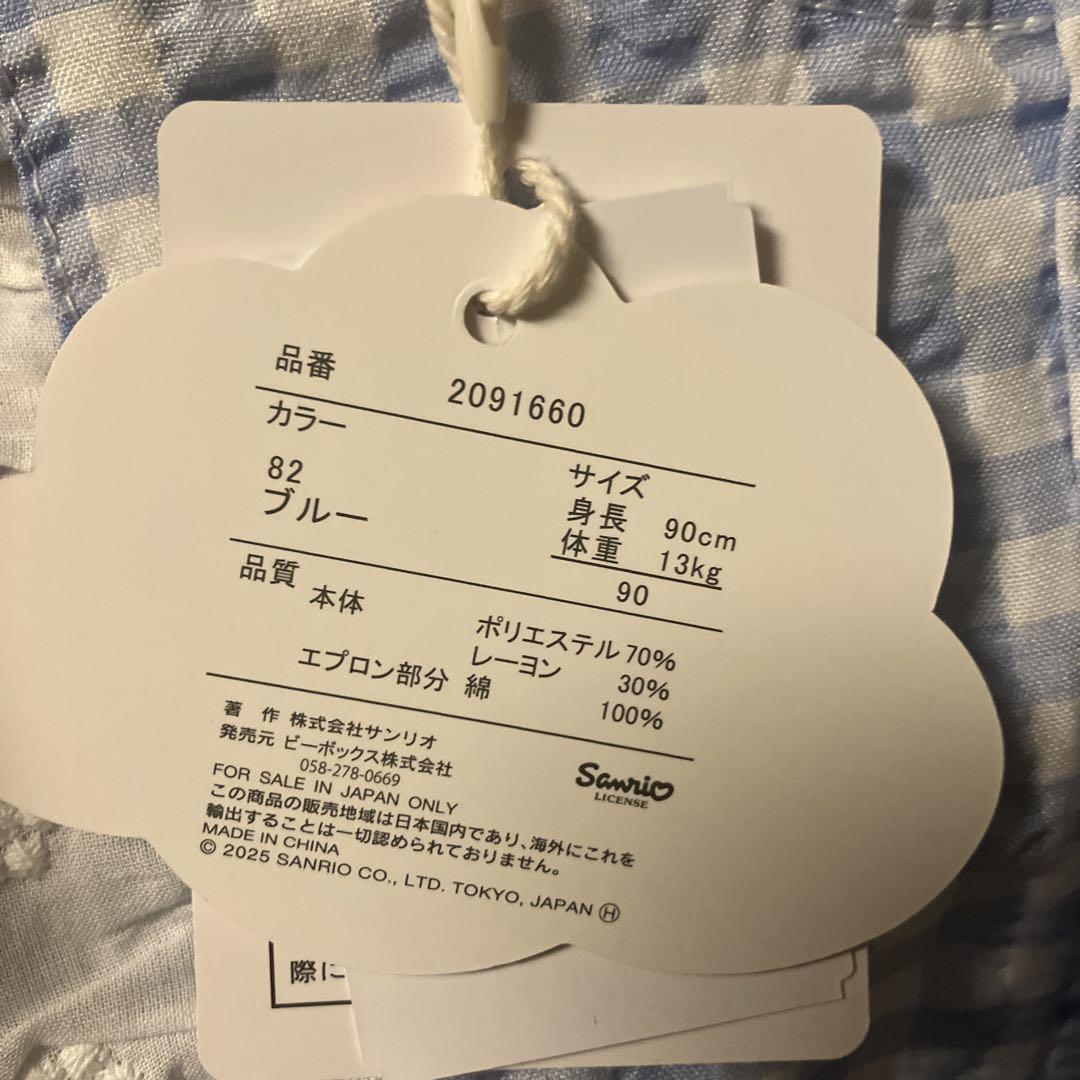 品番 2091660
カラー
82
ブルー
サイズ
身長 90cm
体重 13kg
90
品質 本体 ポリエステル 70%
レーヨン 30%
エプロン部分 綿 100%
著 作 株式会社サンリオ
発売元 ビーボックス株式会社
058-278-0669
Sanrio
LICENSE
FOR SALE IN JAPAN ONLY
この商品の販売地域は日本国内であり、海外にこれを
輸出することは一切認められておりません。
MADE IN CHINA
© 2025 SANRIO CO., LTD. TOKYO, JAPAN Ⓗ
際に